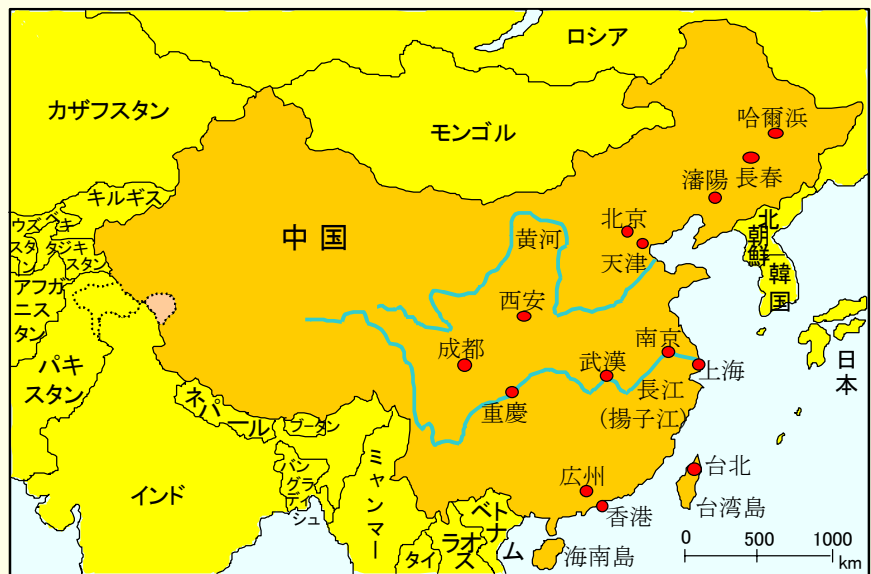 ロシア
カザフスタン
モンゴル
哈爾浜
長春
瀋陽
キルギス
ウズベキ
スタン
タジキ
スタン
北京
天津
黄河
中国
北朝鮮
韓国
アフガ
ニス
タン
西安
成都
南京
武漢
上海
長江
(揚子江)
重慶
日本
パキ
スタン
ネパール
ブータン
バン
グラ
ディ
シュ
ミャンマー
インド
広州
香港
台北
台湾島
ベトナム
ラオス
タイ
海南島
0 500 1000
km